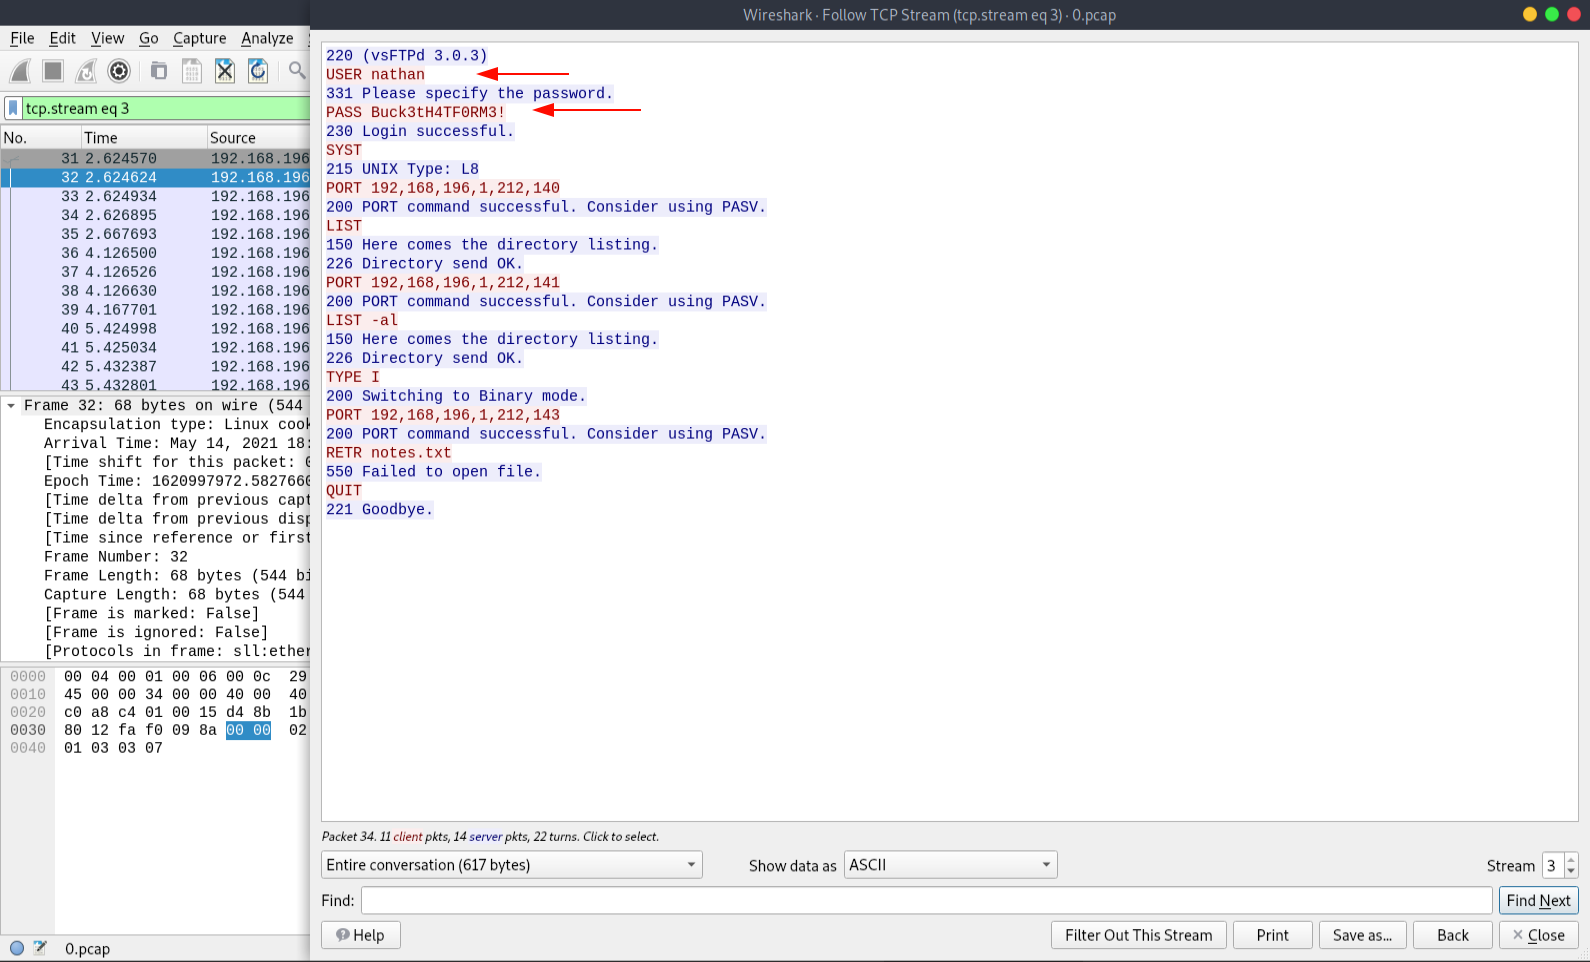 Wireshark · Follow TCP Stream (tcp.stream eq 3) · 0.pcap
File Edit View Go Capture Analyze
tcp.stream eq 3
No. Time Source
31 2.624570 192.168.196
32 2.624624 192.168.196
33 2.624934 192.168.196
34 2.626895 192.168.196
35 2.667693 192.168.196
36 4.126500 192.168.196
37 4.126526 192.168.196
38 4.126630 192.168.196
39 4.167701 192.168.196
40 5.424998 192.168.196
41 5.425034 192.168.196
42 5.432387 192.168.196
43 5.432801 192.168.196
Frame 32: 68 bytes on wire (544
Encapsulation type: Linux cook
Arrival Time: May 14, 2021 18:
[Time shift for this packet: 0
Epoch Time: 1620997972.5827660
[Time delta from previous capt
[Time delta from previous disp
[Time since reference or first
Frame Number: 32
Frame Length: 68 bytes (544 bi
Capture Length: 68 bytes (544
[Frame is marked: False]
[Frame is ignored: False]
[Protocols in frame: sll:ether
0000 00 04 00 01 00 06 00 0c 29
0010 45 00 00 34 00 00 40 00 40
0020 c0 a8 c4 01 00 15 d4 8b 1b
0030 80 12 fa f0 09 8a 00 00 02
0040 01 03 03 07
0.pcap
220 (vsFTPd 3.0.3)
USER nathan
331 Please specify the password.
PASS Buck3tH4TF0RM3!
230 Login successful.
SYST
215 UNIX Type: L8
PORT 192,168,196,1,212,140
200 PORT command successful. Consider using PASV.
LIST
150 Here comes the directory listing.
226 Directory send OK.
PORT 192,168,196,1,212,141
200 PORT command successful. Consider using PASV.
LIST -al
150 Here comes the directory listing.
226 Directory send OK.
TYPE I
200 Switching to Binary mode.
PORT 192,168,196,1,212,143
200 PORT command successful. Consider using PASV.
RETR notes.txt
550 Failed to open file.
QUIT
221 Goodbye.
Packet 34. 11 client pkts, 14 server pkts, 22 turns. Click to select.
Entire conversation (617 bytes) Show data as ASCII Stream 3
Find: Find Next
Help Filter Out This Stream Print Save as... Back Close